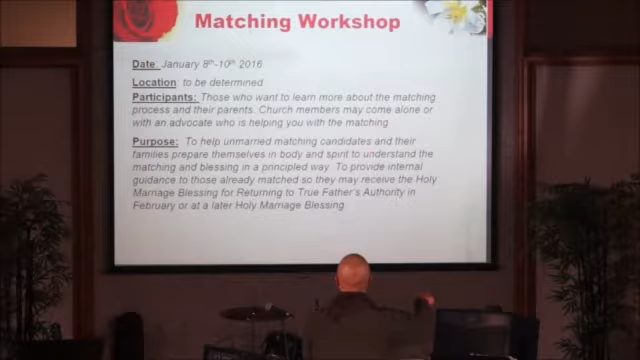 Matching Workshop
Date: January 8th-10th 2016
Location: to be determined
Participants: Those who want to learn more about the matching
process and their parents. Church members may come alone or
with an advocate who is helping you with the matching
Purpose: To help unmarried matching candidates and their
families prepare themselves in body and spirit to understand the
matching and blessing in a principled way. To provide internal
guidance to those already matched so they may receive the Holy
Marriage Blessing for Returning to True Father's Authority in
February or at a later Holy Marriage Blessing.